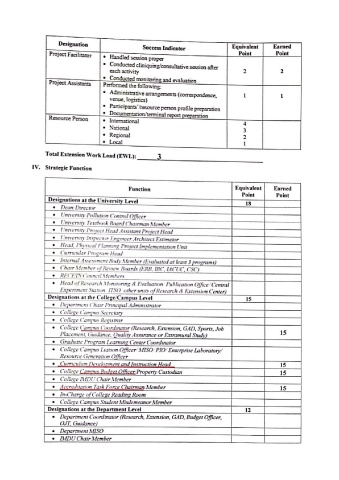 Designation Success Indicator Equivalent Point Earned Point
Project Facilitator
• Handled session proper
• Conducted cliniquing/consultative session after
each activity
• Conducted monitoring and evaluation
2 2
Project Assistants Performed the following:
• Administrative arrangements (correspondence,
venue, logistics)
• Participants' resource person profile preparation
• Documentation/terminal report preparation
1 1
Resource Person
• International 4
• National 3
• Regional 2
• Local 1
Total Extension Work Load (EWL): 3
IV. Strategic Function
Function Equivalent Point Earned Point
Designations at the University Level 18
• Dean/Director
• University Pollution Control Officer
• University Textbook Board Chairman/Member
• University Project Head/Assistant Project Head
• University Inspector/Engineer/Architect/Estimator
• Head, Physical Planning Project Implementation Unit
• Curricular Program Head
• Internal Assessment Body Member (Evaluated at least 3 programs)
• Chair/Member of Review Boards (ERB, IBC, IACUC, CSC)
• RECETS Council Members
• Head of Research Monitoring & Evaluation/Publication Office/Central
Experiment Station/ITSO/other units of Research & Extension Center)
Designations at the College/Campus Level 15
• Department Chair/Principal/Administrator
• College/Campus Secretary
• College/Campus Registrar
• College/Campus Coordinator (Research, Extension, GAD, Sports, Job
Placement, Guidance, Quality Assurance or Extramural Study)
15
• Graduate Program/Learning Center Coordinator
• College/Campus Liaison Officer/MISO/PIO/Enterprise/Laboratory/
Resource Generation Officer
• Curriculum Development and Instruction Head 15
• College/Campus Budget Officer/Property Custodian 15
• College IMDU Chair/Member
• Accreditation Task Force Chairman/Member 15
• In-Charge of College Reading Room
• College/Campus Student Misdemeanor Member
Designations at the Department Level 12
• Department Coordinator (Research, Extension, GAD, Budget Officer,
OJT, Guidance)
• Department MISO
• IMDU Chair/Member